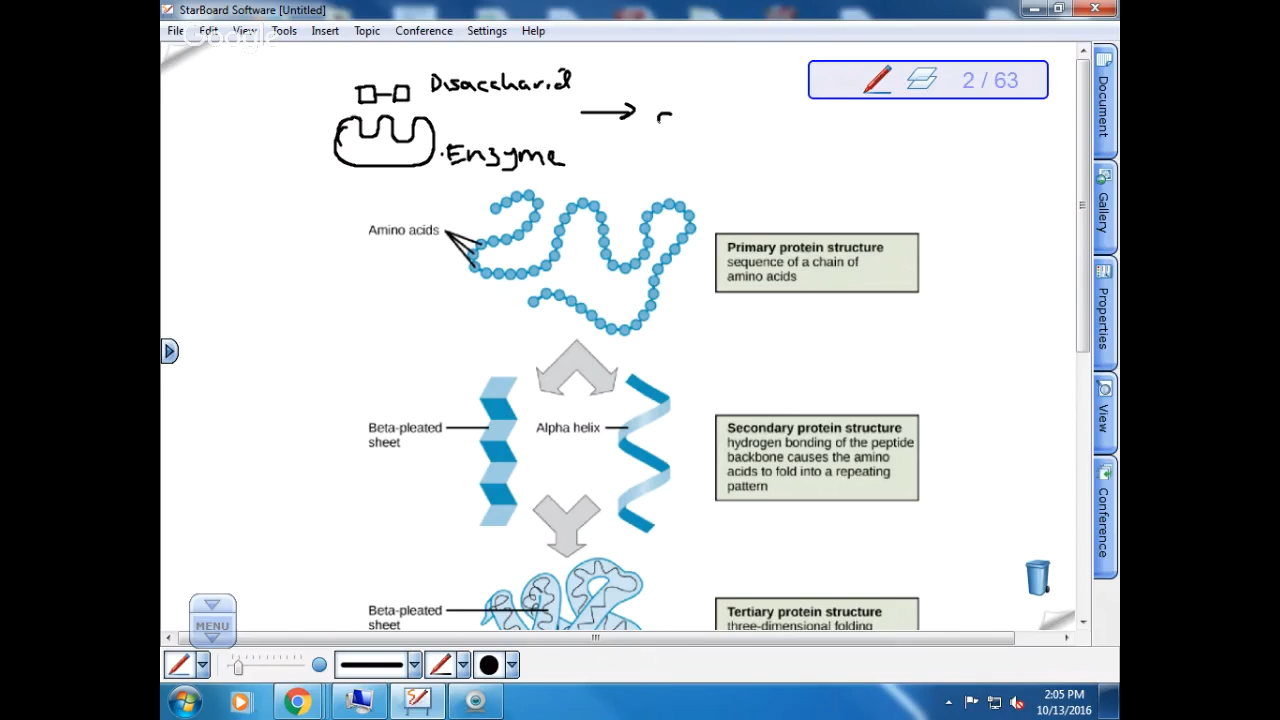 StarBoard Software [Untitled]
File Edit View Tools Insert Topic Conference Settings Help
Google
2 / 63
Disaccharid
Enzyme
Amino acids
Primary protein structure
sequence of a chain of
amino acids
Beta-pleated
sheet
Alpha helix
Secondary protein structure
hydrogen bonding of the peptide
backbone causes the amino
acids to fold into a repeating
pattern
Beta-pleated
sheet
Tertiary protein structure
three-dimensional folding
Document
Gallery
Properties
View
Conference
MENU
2:05 PM
10/13/2016